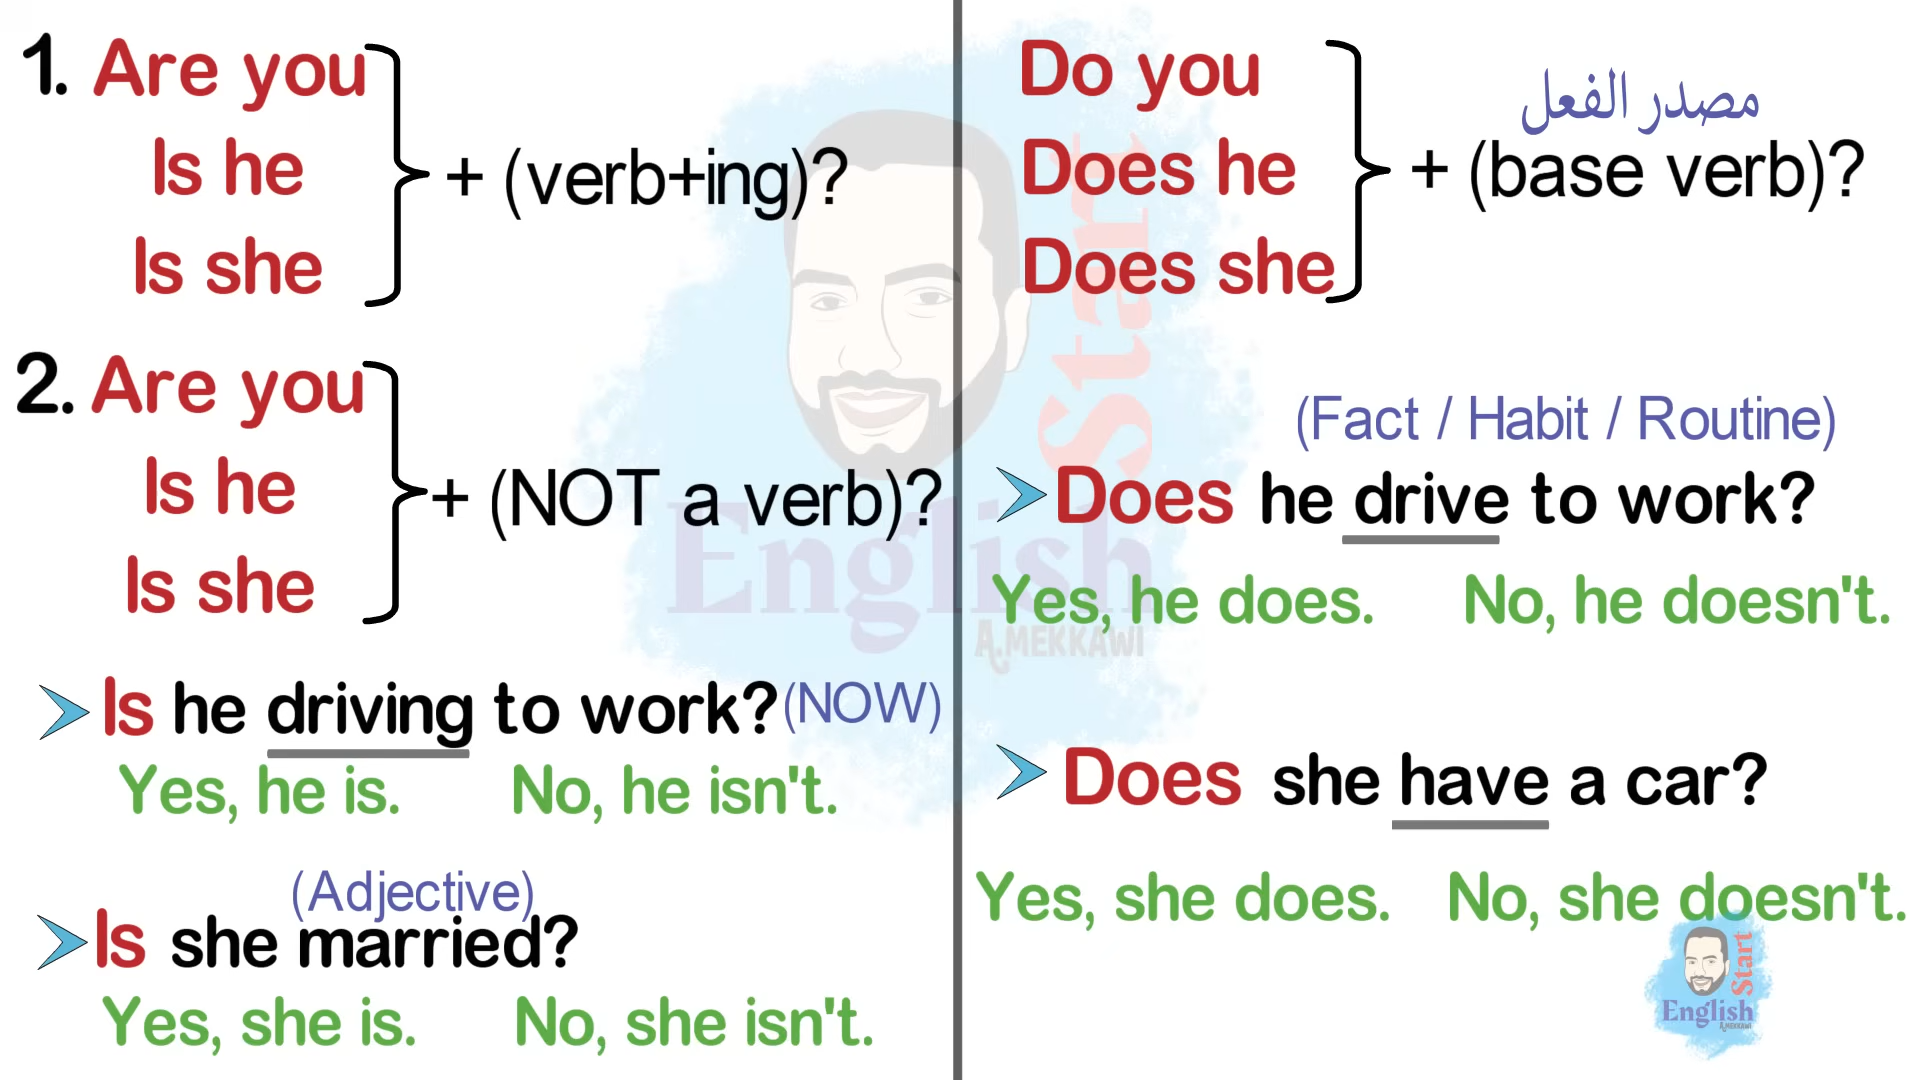 1. Are you
Is he
Is she
+ (verb+ing)?
2. Are you
Is he
Is she
+ (NOT a verb)?
Is he driving to work? (NOW)
Yes, he is. No, he isn't.
(Adjective)
Is she married?
Yes, she is. No, she isn't.
Do you
Does he
Does she
مصدر الفعل
+ (base verb)?
(Fact / Habit / Routine)
Does he drive to work?
Yes, he does. No, he doesn't.
Does she have a car?
Yes, she does. No, she doesn't.
Start
English
A.MEKKAWI
Start
English
A.MEKKAWI